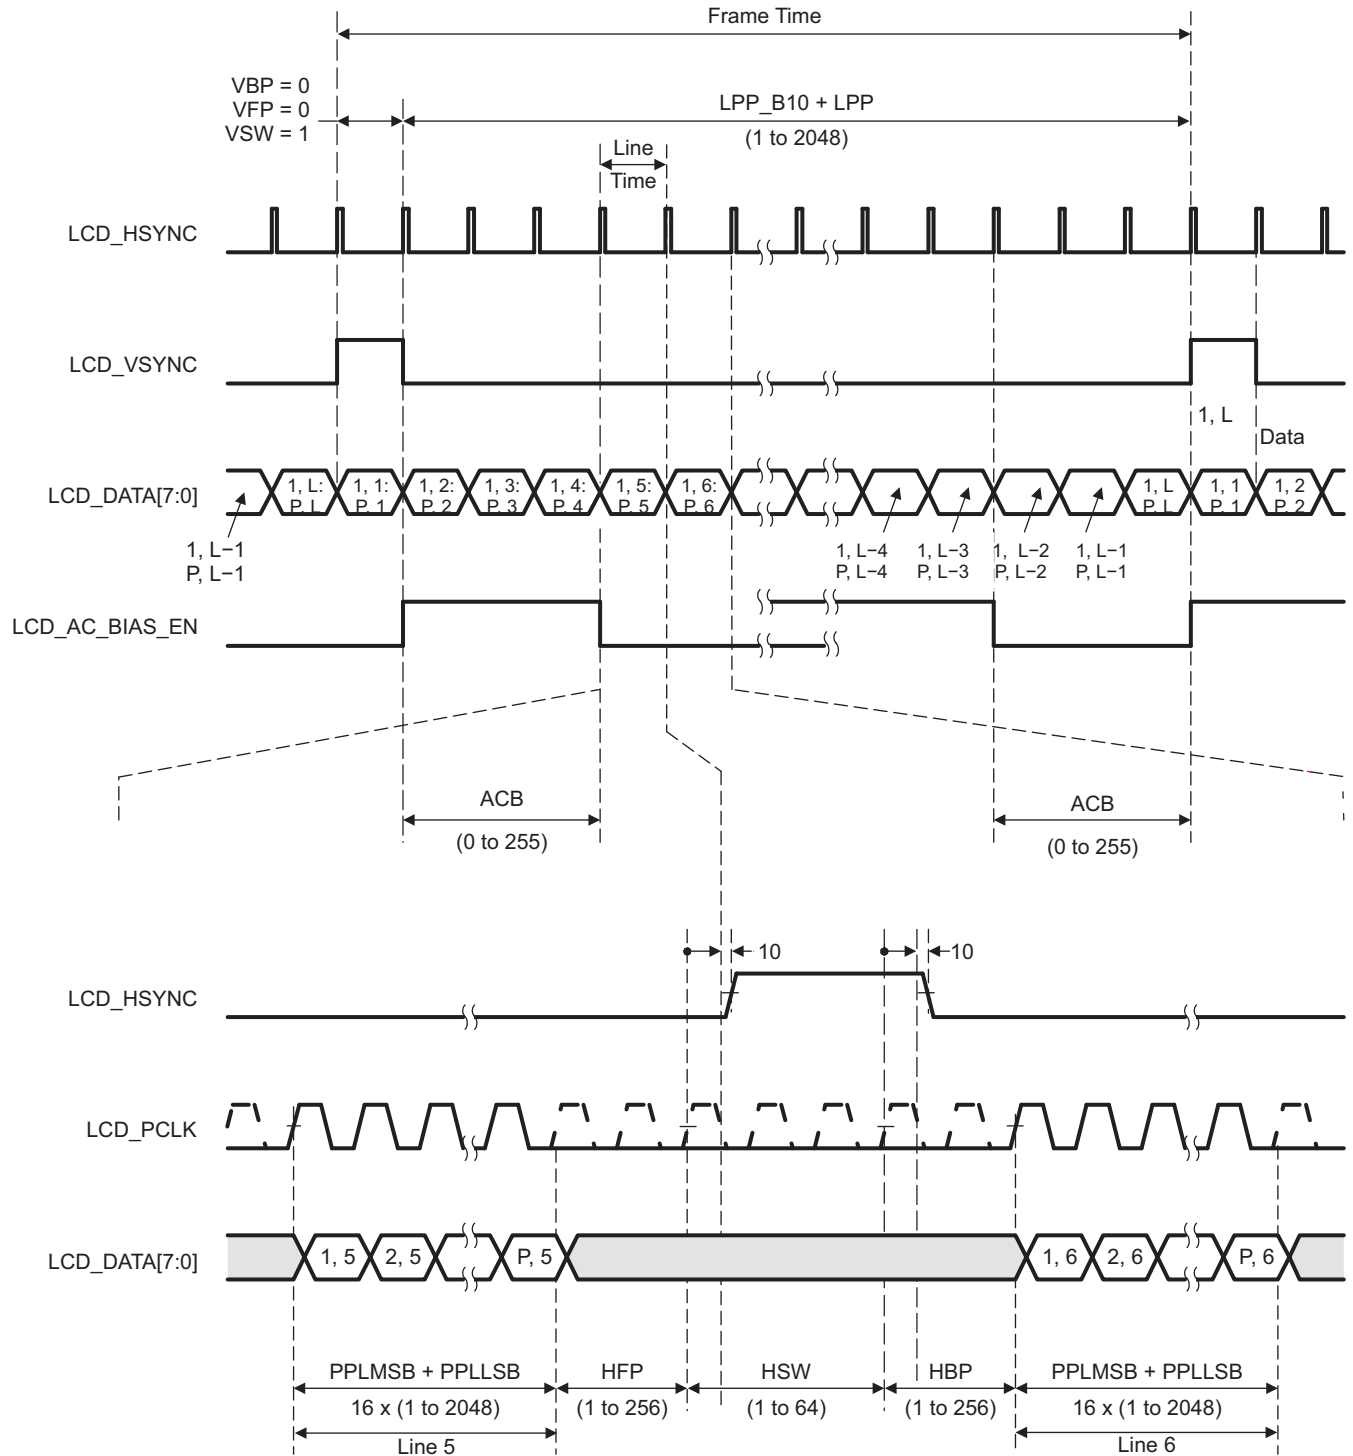 Frame Time
VBP = 0
VFP = 0
VSW = 1
LPP_B10 + LPP
(1 to 2048)
Line
Time
LCD_HSYNC
LCD_VSYNC
1, L
Data
LCD_DATA[7:0]
1, L: 1, 1: 1, 2: 1, 3: 1, 4: 1, 5: 1, 6: 1, L 1, 1 1, 2
P, L P, 1 P, 2 P, 3 P, 4 P, 5 P, 6 P, L P, 1 P, 2
1, L−1 1, L−4 1, L−3 1, L−2 1, L−1
P, L−1 P, L−4 P, L−3 P, L−2 P, L−1
LCD_AC_BIAS_EN
ACB ACB
(0 to 255) (0 to 255)
10 10
LCD_HSYNC
LCD_PCLK
LCD_DATA[7:0] 1, 5 2, 5 P, 5 1, 6 2, 6 P, 6
PPLMSB + PPLLSB HFP HSW HBP PPLMSB + PPLLSB
16 x (1 to 2048) (1 to 256) (1 to 64) (1 to 256) 16 x (1 to 2048)
Line 5 Line 6